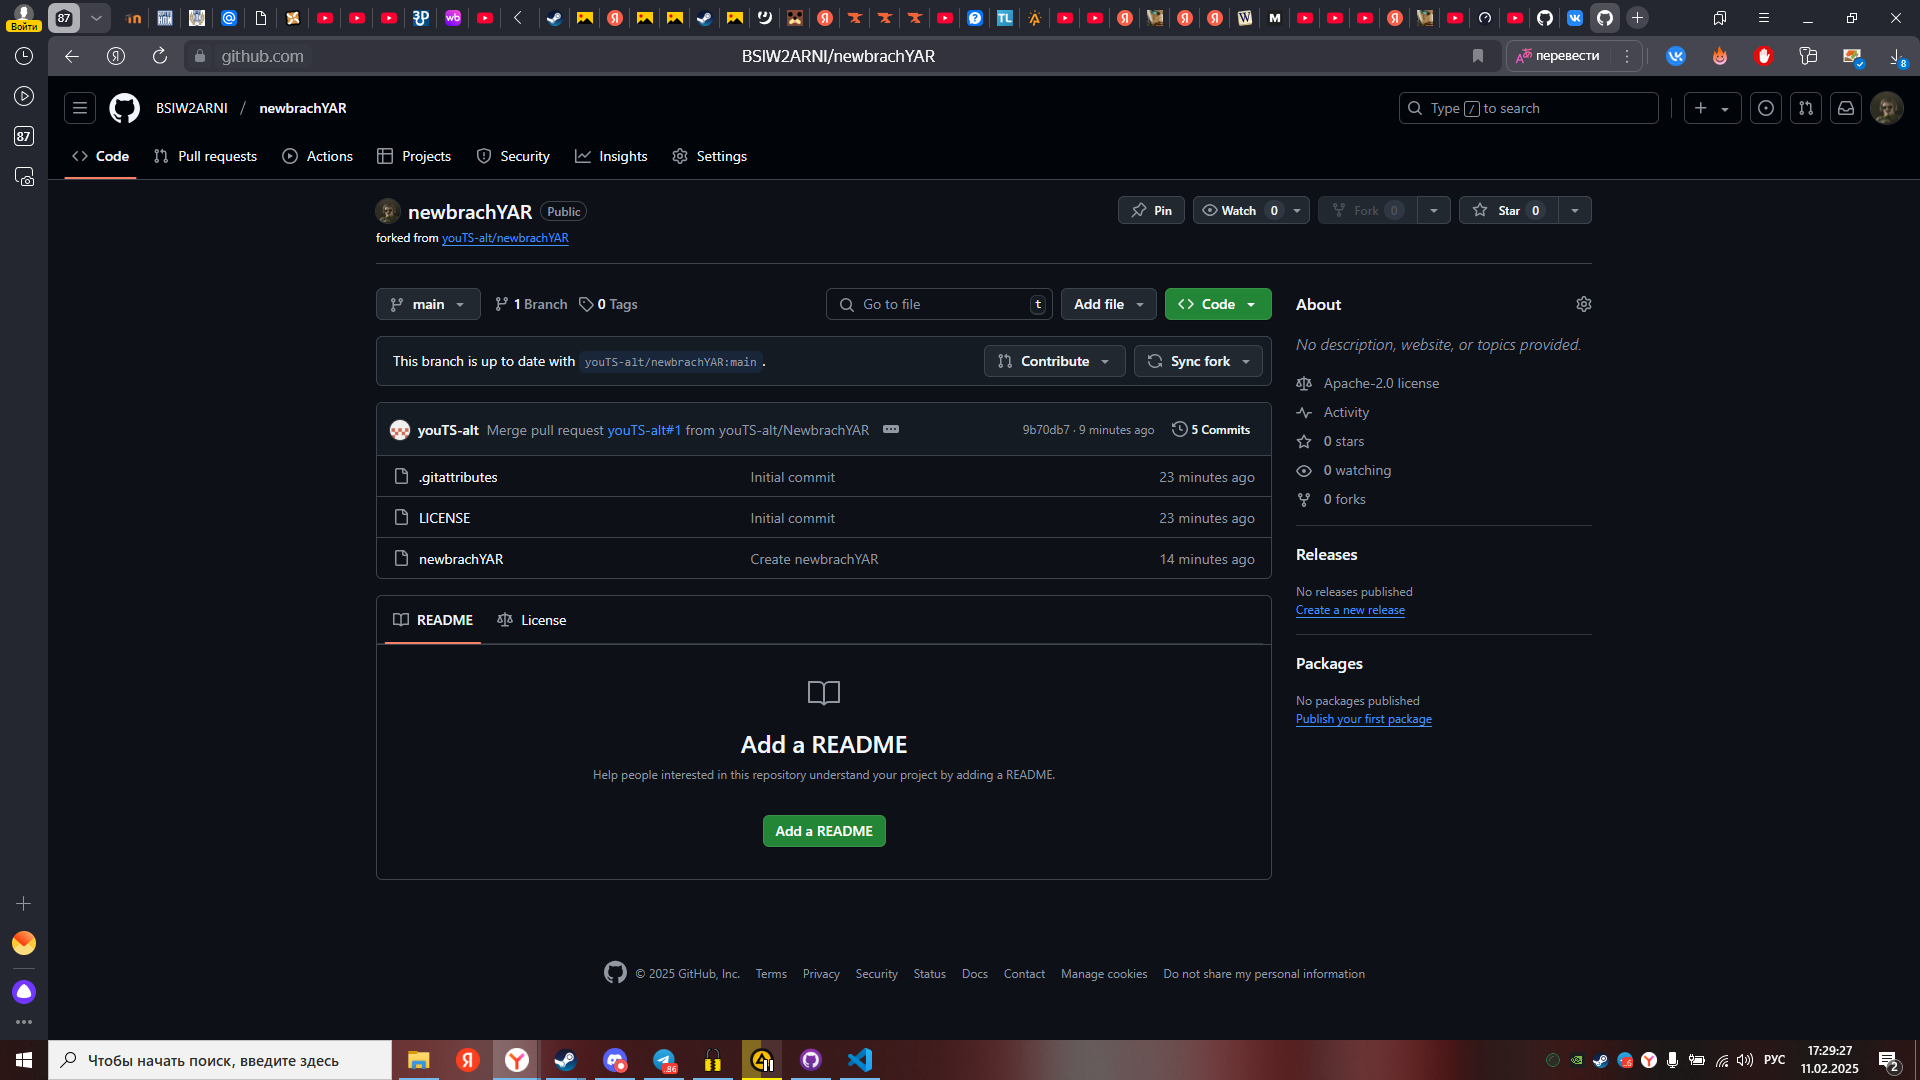 87
Войти
github.com
BSIW2ARNI/newbrachYAR
перевести
8
87
BSIW2ARNI / newbrachYAR
Type / to search
Code
Pull requests
Actions
Projects
Security
Insights
Settings
newbrachYAR Public
forked from youTS-alt/newbrachYAR
Pin
Watch 0
Fork 0
Star 0
main
1 Branch
0 Tags
Go to file
t
Add file
Code
This branch is up to date with youTS-alt/newbrachYAR:main .
Contribute
Sync fork
youTS-alt Merge pull request youTS-alt#1 from youTS-alt/NewbrachYAR
9b70db7 · 9 minutes ago
5 Commits
.gitattributes Initial commit 23 minutes ago
LICENSE Initial commit 23 minutes ago
newbrachYAR Create newbrachYAR 14 minutes ago
README
License
Add a README
Help people interested in this repository understand your project by adding a README.
Add a README
About
No description, website, or topics provided.
Apache-2.0 license
Activity
0 stars
0 watching
0 forks
Releases
No releases published
Create a new release
Packages
No packages published
Publish your first package
© 2025 GitHub, Inc. Terms Privacy Security Status Docs Contact Manage cookies Do not share my personal information
Чтобы начать поиск, введите здесь
РУС
17:29:27
11.02.2025
2